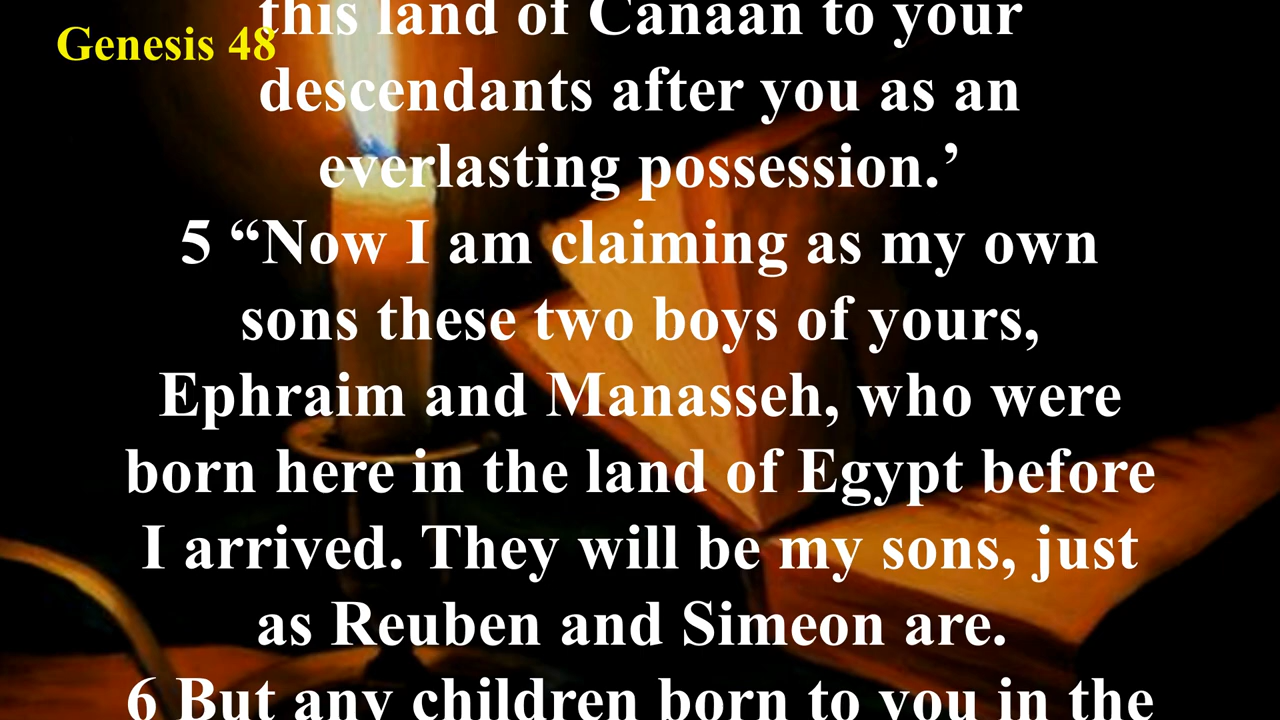 Genesis 48
this land of Canaan to your
descendants after you as an
everlasting possession.’
5 “Now I am claiming as my own
sons these two boys of yours,
Ephraim and Manasseh, who were
born here in the land of Egypt before
I arrived. They will be my sons, just
as Reuben and Simeon are.
6 But any children born to you in the